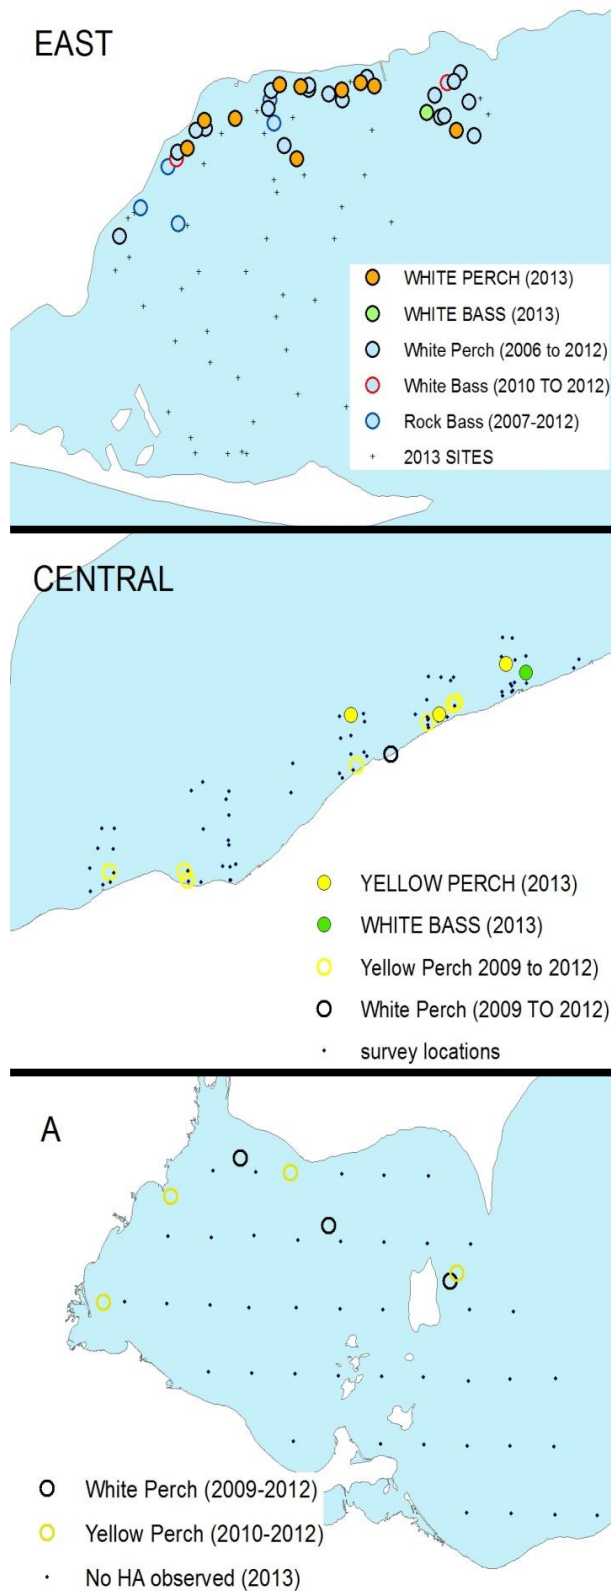 EAST
WHITE PERCH (2013)
WHITE BASS (2013)
White Perch (2006 to 2012)
White Bass (2010 TO 2012)
Rock Bass (2007-2012)
2013 SITES
CENTRAL
YELLOW PERCH (2013)
WHITE BASS (2013)
Yellow Perch 2009 to 2012)
White Perch (2009 TO 2012)
survey locations
A
White Perch (2009-2012)
Yellow Perch (2010-2012)
No HA observed (2013)